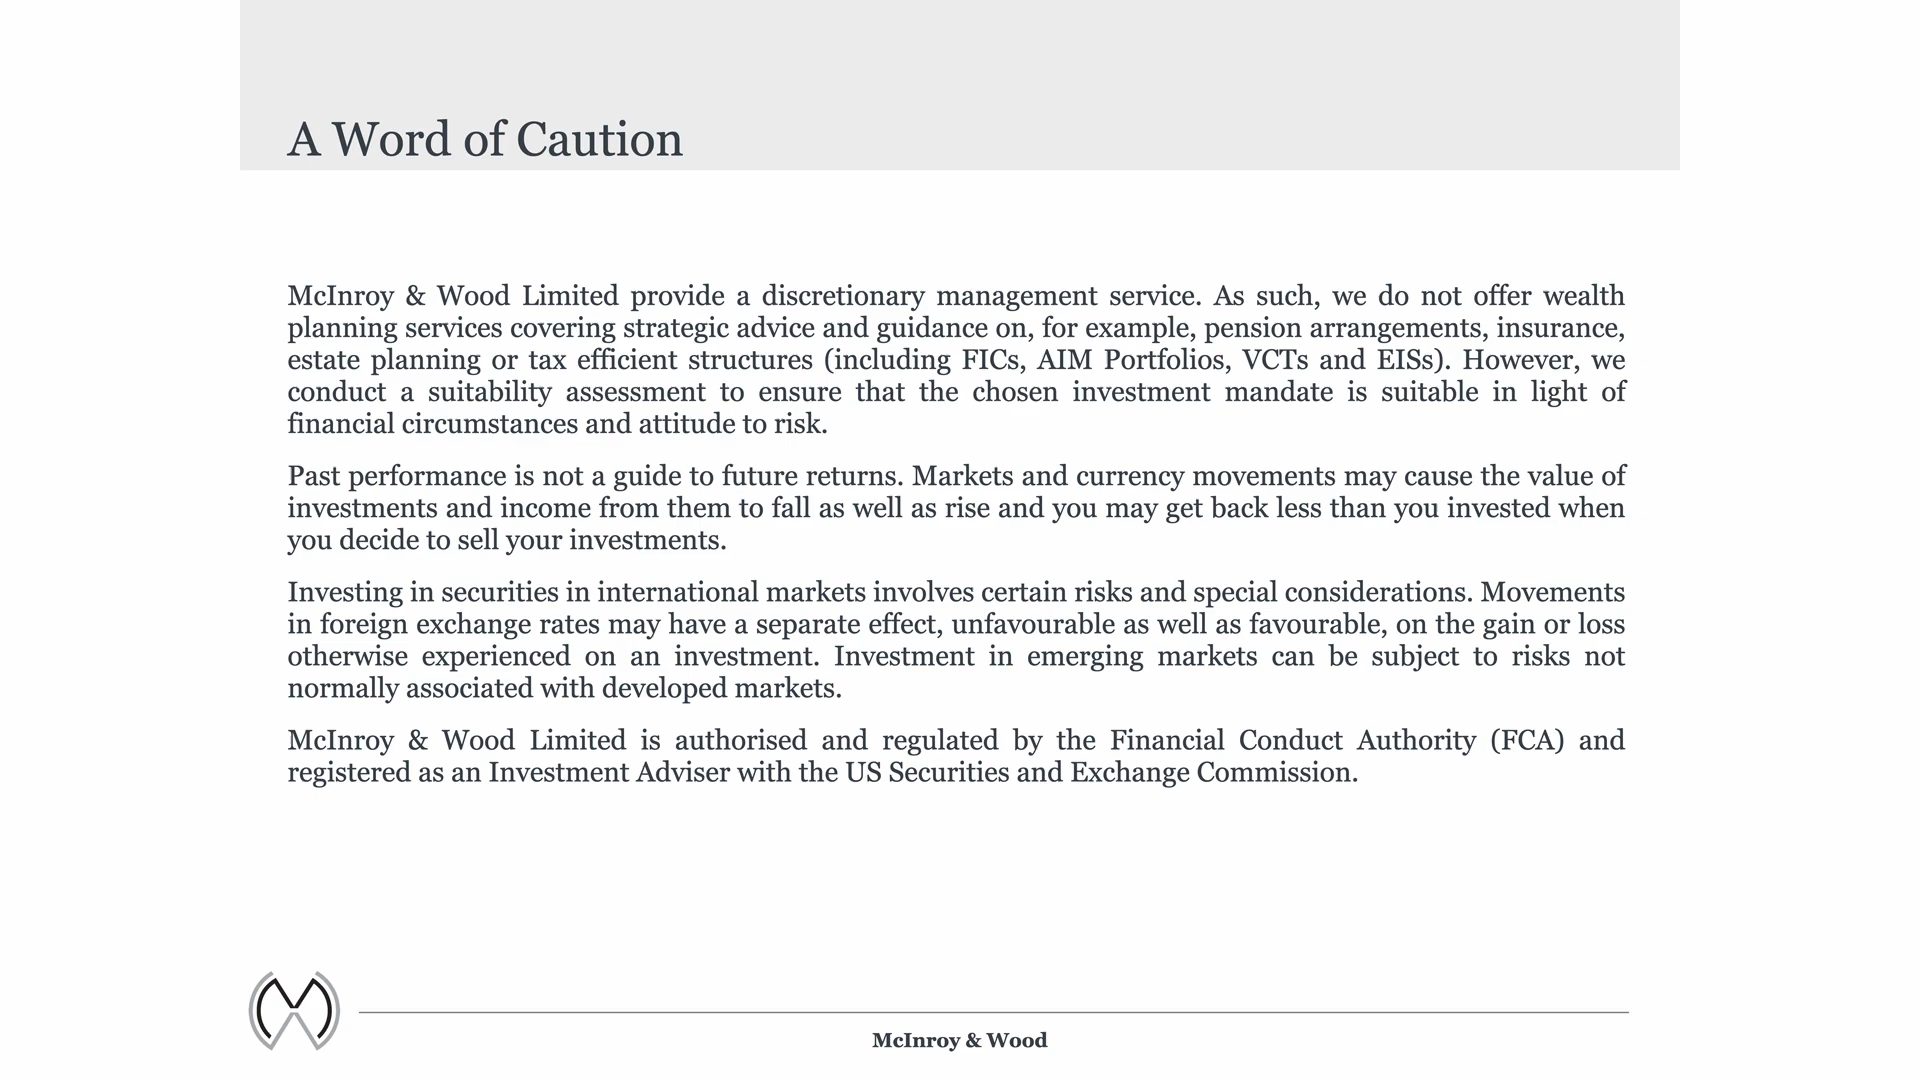 A Word of Caution
McInroy & Wood Limited provide a discretionary management service. As such, we do not offer wealth
planning services covering strategic advice and guidance on, for example, pension arrangements, insurance,
estate planning or tax efficient structures (including FICs, AIM Portfolios, VCTs and EISs). However, we
conduct a suitability assessment to ensure that the chosen investment mandate is suitable in light of
financial circumstances and attitude to risk.
Past performance is not a guide to future returns. Markets and currency movements may cause the value of
investments and income from them to fall as well as rise and you may get back less than you invested when
you decide to sell your investments.
Investing in securities in international markets involves certain risks and special considerations. Movements
in foreign exchange rates may have a separate effect, unfavourable as well as favourable, on the gain or loss
otherwise experienced on an investment. Investment in emerging markets can be subject to risks not
normally associated with developed markets.
McInroy & Wood Limited is authorised and regulated by the Financial Conduct Authority (FCA) and
registered as an Investment Adviser with the US Securities and Exchange Commission.
McInroy & Wood